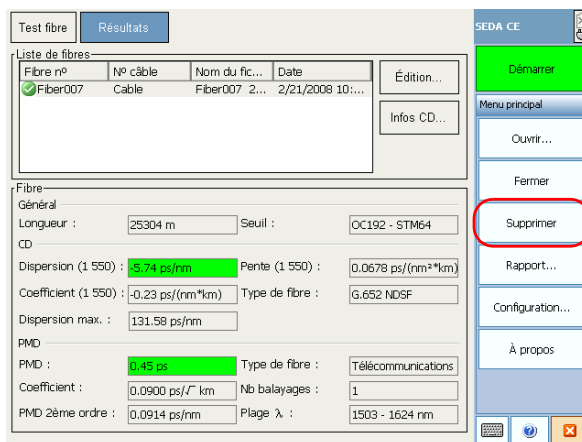 Test fibre Résultats SEDA CE
Liste de fibres
Fibre nº Nº câble Nom du fic... Date
Fiber007 Cable Fiber007 2... 2/21/2008 10:...
Édition...
Infos CD...
Fibre
Général
Longueur : 25304 m Seuil : OC192 - STM64
CD
Dispersion (1 550) : -5.74 ps/nm Pente (1 550) : 0.0678 ps/(nm²*km)
Coefficient (1 550) : -0.23 ps/(nm*km) Type de fibre : G.652 NDSF
Dispersion max. : 131.58 ps/nm
PMD
PMD : 0.45 ps Type de fibre : Télécommunications
Coefficient : 0.0900 ps/√ km Nb balayages : 1
PMD 2ème ordre : 0.0914 ps/nm Plage λ : 1503 - 1624 nm
Démarrer
Menu principal
Ouvrir...
Fermer
Supprimer
Rapport...
Configuration...
À propos